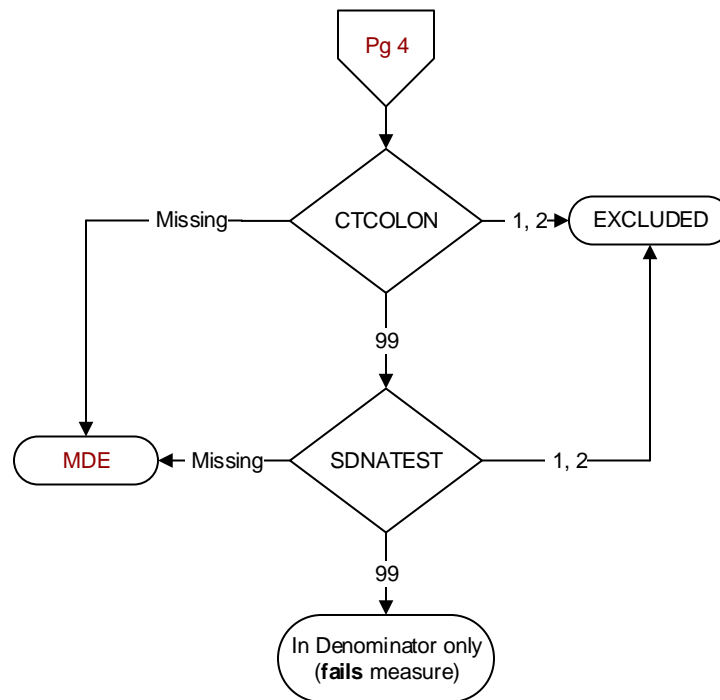 Pg 4
Missing
CTCOLON
1, 2
EXCLUDED
99
MDE
Missing
SDNATEST
1, 2
99
In Denominator only
(fails measure)